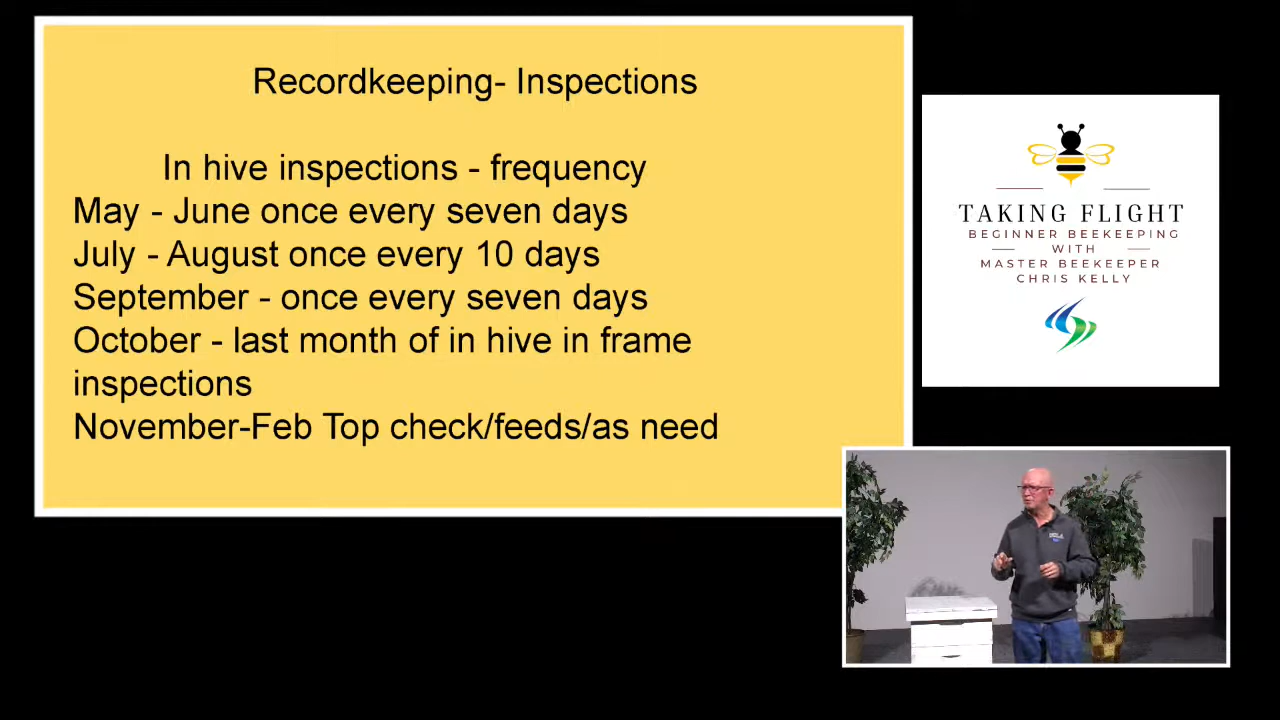 Recordkeeping- Inspections
In hive inspections - frequency
May - June once every seven days
July - August once every 10 days
September - once every seven days
October - last month of in hive in frame
inspections
November-Feb Top check/feeds/as need
TAKING FLIGHT
BEGINNER BEEKEEPING
WITH
MASTER BEEKEEPER
CHRIS KELLY